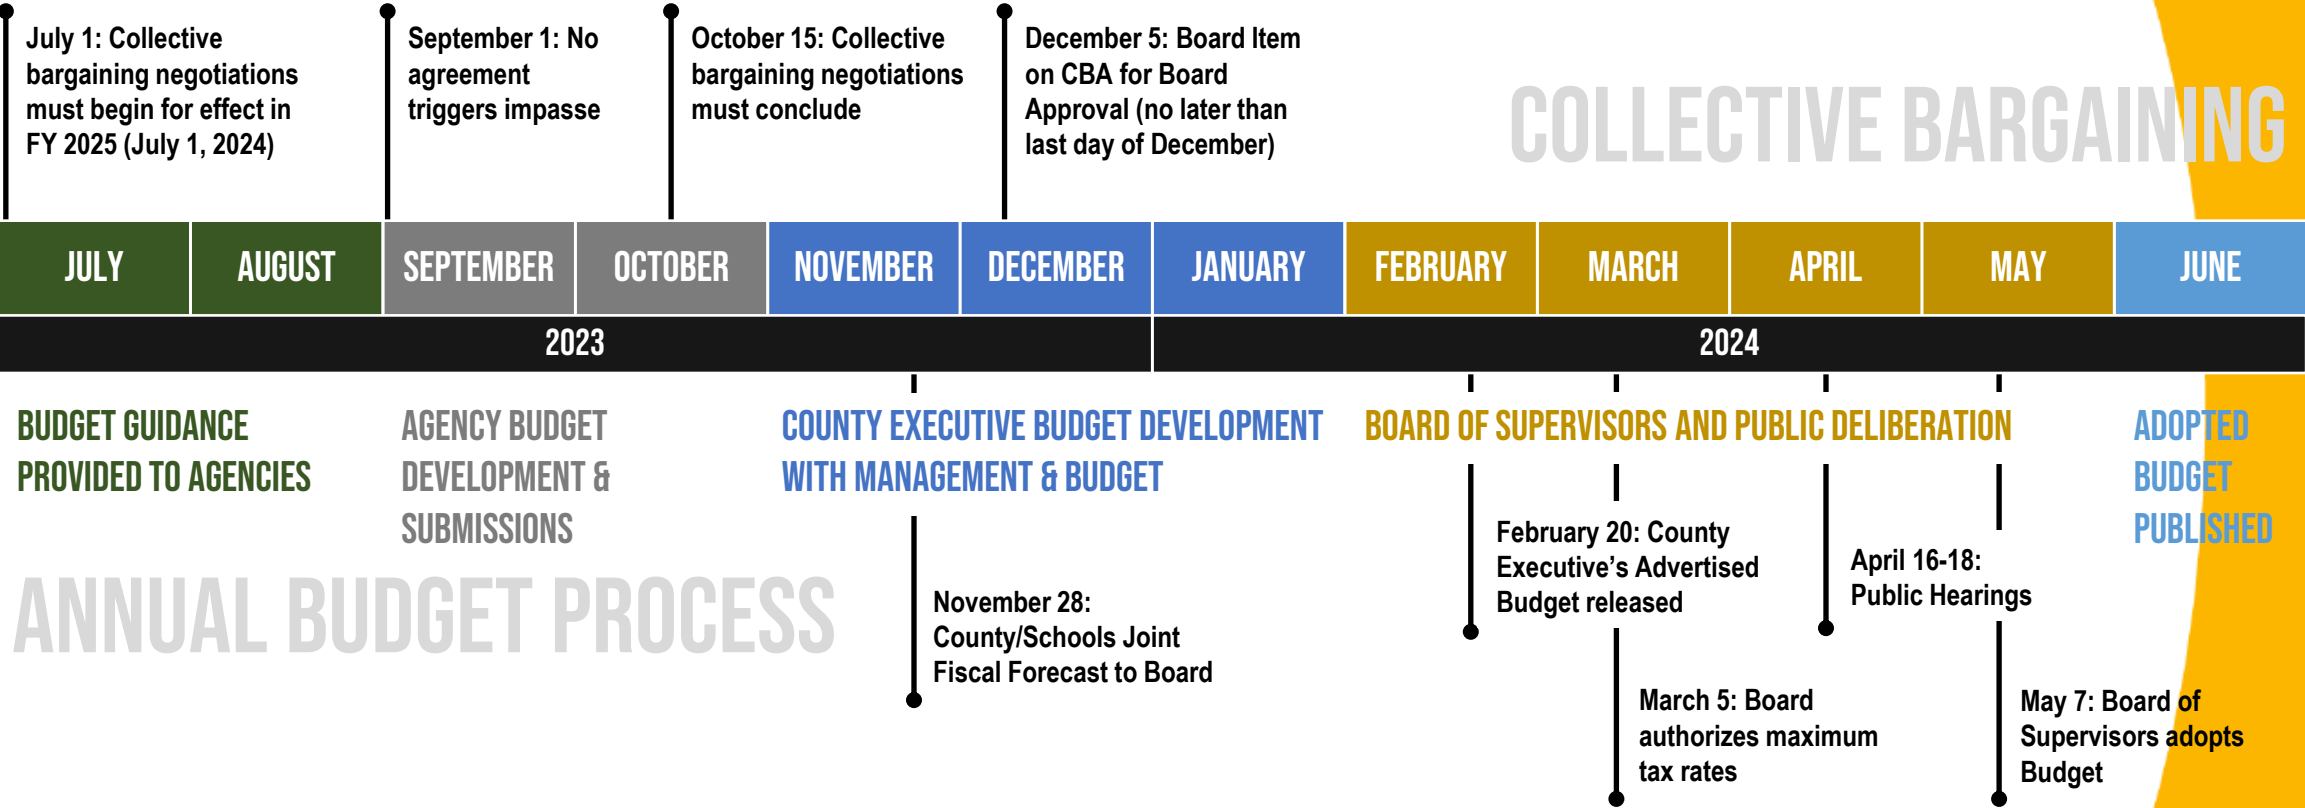 July 1: Collective
bargaining negotiations
must begin for effect in
FY 2025 (July 1, 2024)
September 1: No
agreement
triggers impasse
October 15: Collective
bargaining negotiations
must conclude
December 5: Board Item
on CBA for Board
Approval (no later than
last day of December)
COLLECTIVE BARGAINING
JULY
AUGUST
SEPTEMBER
OCTOBER
NOVEMBER
DECEMBER
JANUARY
FEBRUARY
MARCH
APRIL
MAY
JUNE
2023
2024
BUDGET GUIDANCE
PROVIDED TO AGENCIES
AGENCY BUDGET
DEVELOPMENT &
SUBMISSIONS
COUNTY EXECUTIVE BUDGET DEVELOPMENT
WITH MANAGEMENT & BUDGET
BOARD OF SUPERVISORS AND PUBLIC DELIBERATION
ADOPTED
BUDGET
PUBLISHED
ANNUAL BUDGET PROCESS
November 28:
County/Schools Joint
Fiscal Forecast to Board
February 20: County
Executive’s Advertised
Budget released
March 5: Board
authorizes maximum
tax rates
April 16-18:
Public Hearings
May 7: Board of
Supervisors adopts
Budget